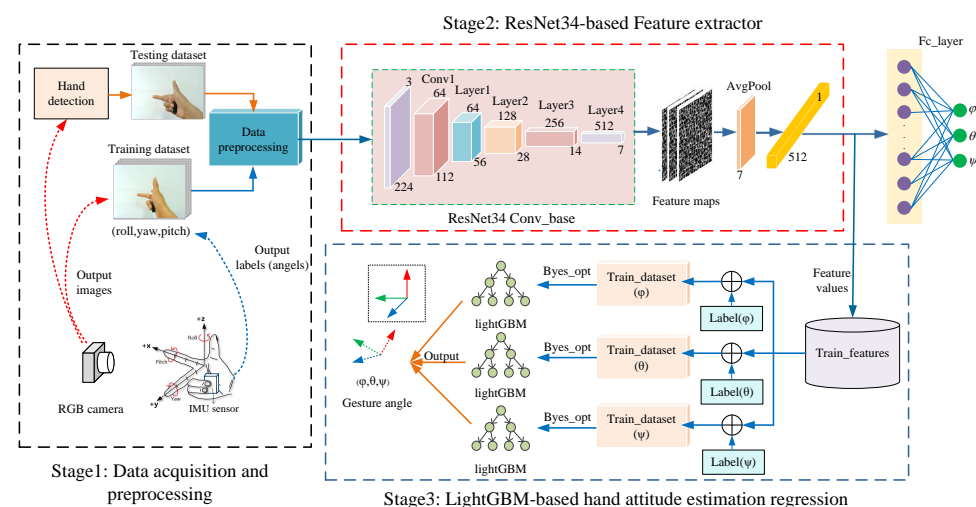 Stage2: ResNet34-based Feature extractor
Testing dataset
Hand
detection
Data
preprocessing
Training dataset
(roll,yaw,pitch)
Output
labels (angels)
Output
images
RGB camera
+z
Roll
+x
Pitch
+y
Yaw
IMU sensor
Stage1: Data acquisition and
preprocessing
3
Conv1
64
Layer1
64
Layer2
128
Layer3
256
Layer4
512
224
112
56
28
14
7
ResNet34 Conv_base
Feature maps
AvgPool
7
1
512
Fc_layer
φ
θ
ψ
Feature
values
Train_features
Label(φ)
Label(θ)
Label(ψ)
Train_dataset
(φ)
Train_dataset
(θ)
Train_dataset
(ψ)
Byes_opt
Byes_opt
Byes_opt
lightGBM
lightGBM
lightGBM
Output
(φ,θ,ψ)
Gesture angle
Stage3: LightGBM-based hand attitude estimation regression